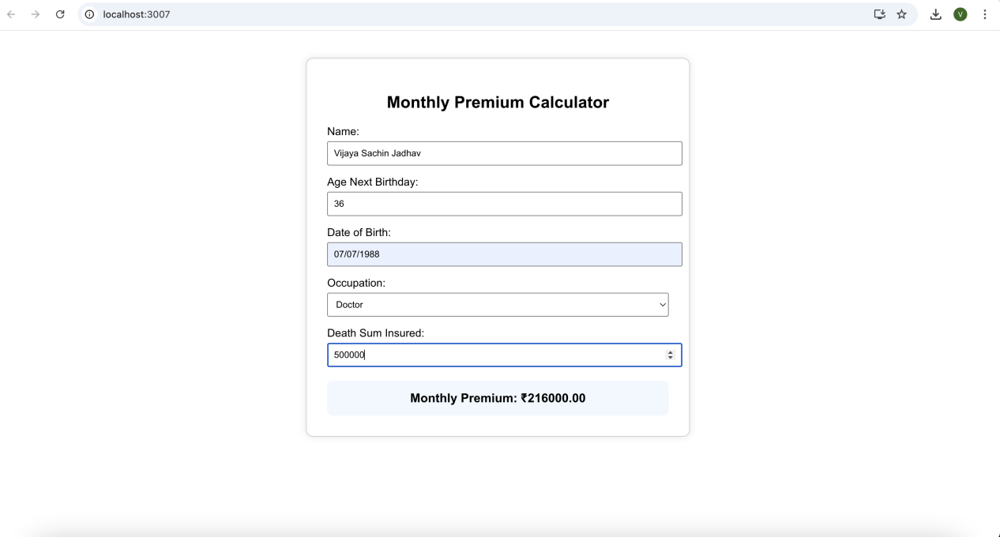 localhost:3007
V
Monthly Premium Calculator
Name:
Vijaya Sachin Jadhav
Age Next Birthday:
36
Date of Birth:
07/07/1988
Occupation:
Doctor
Death Sum Insured:
500000
Monthly Premium: ₹216000.00